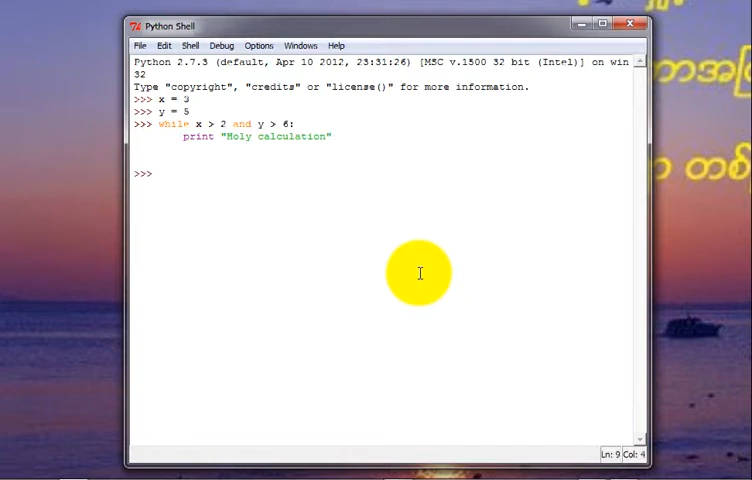 Python Shell
File Edit Shell Debug Options Windows Help
Python 2.7.3 (default, Apr 10 2012, 23:31:26) [MSC v.1500 32 bit (Intel)] on win
32
Type "copyright", "credits" or "license()" for more information.
>>> x = 3
>>> y = 5
>>> while x > 2 and y > 6:
print "Holy calculation"
>>>
Ln: 9 Col: 4
တစ်